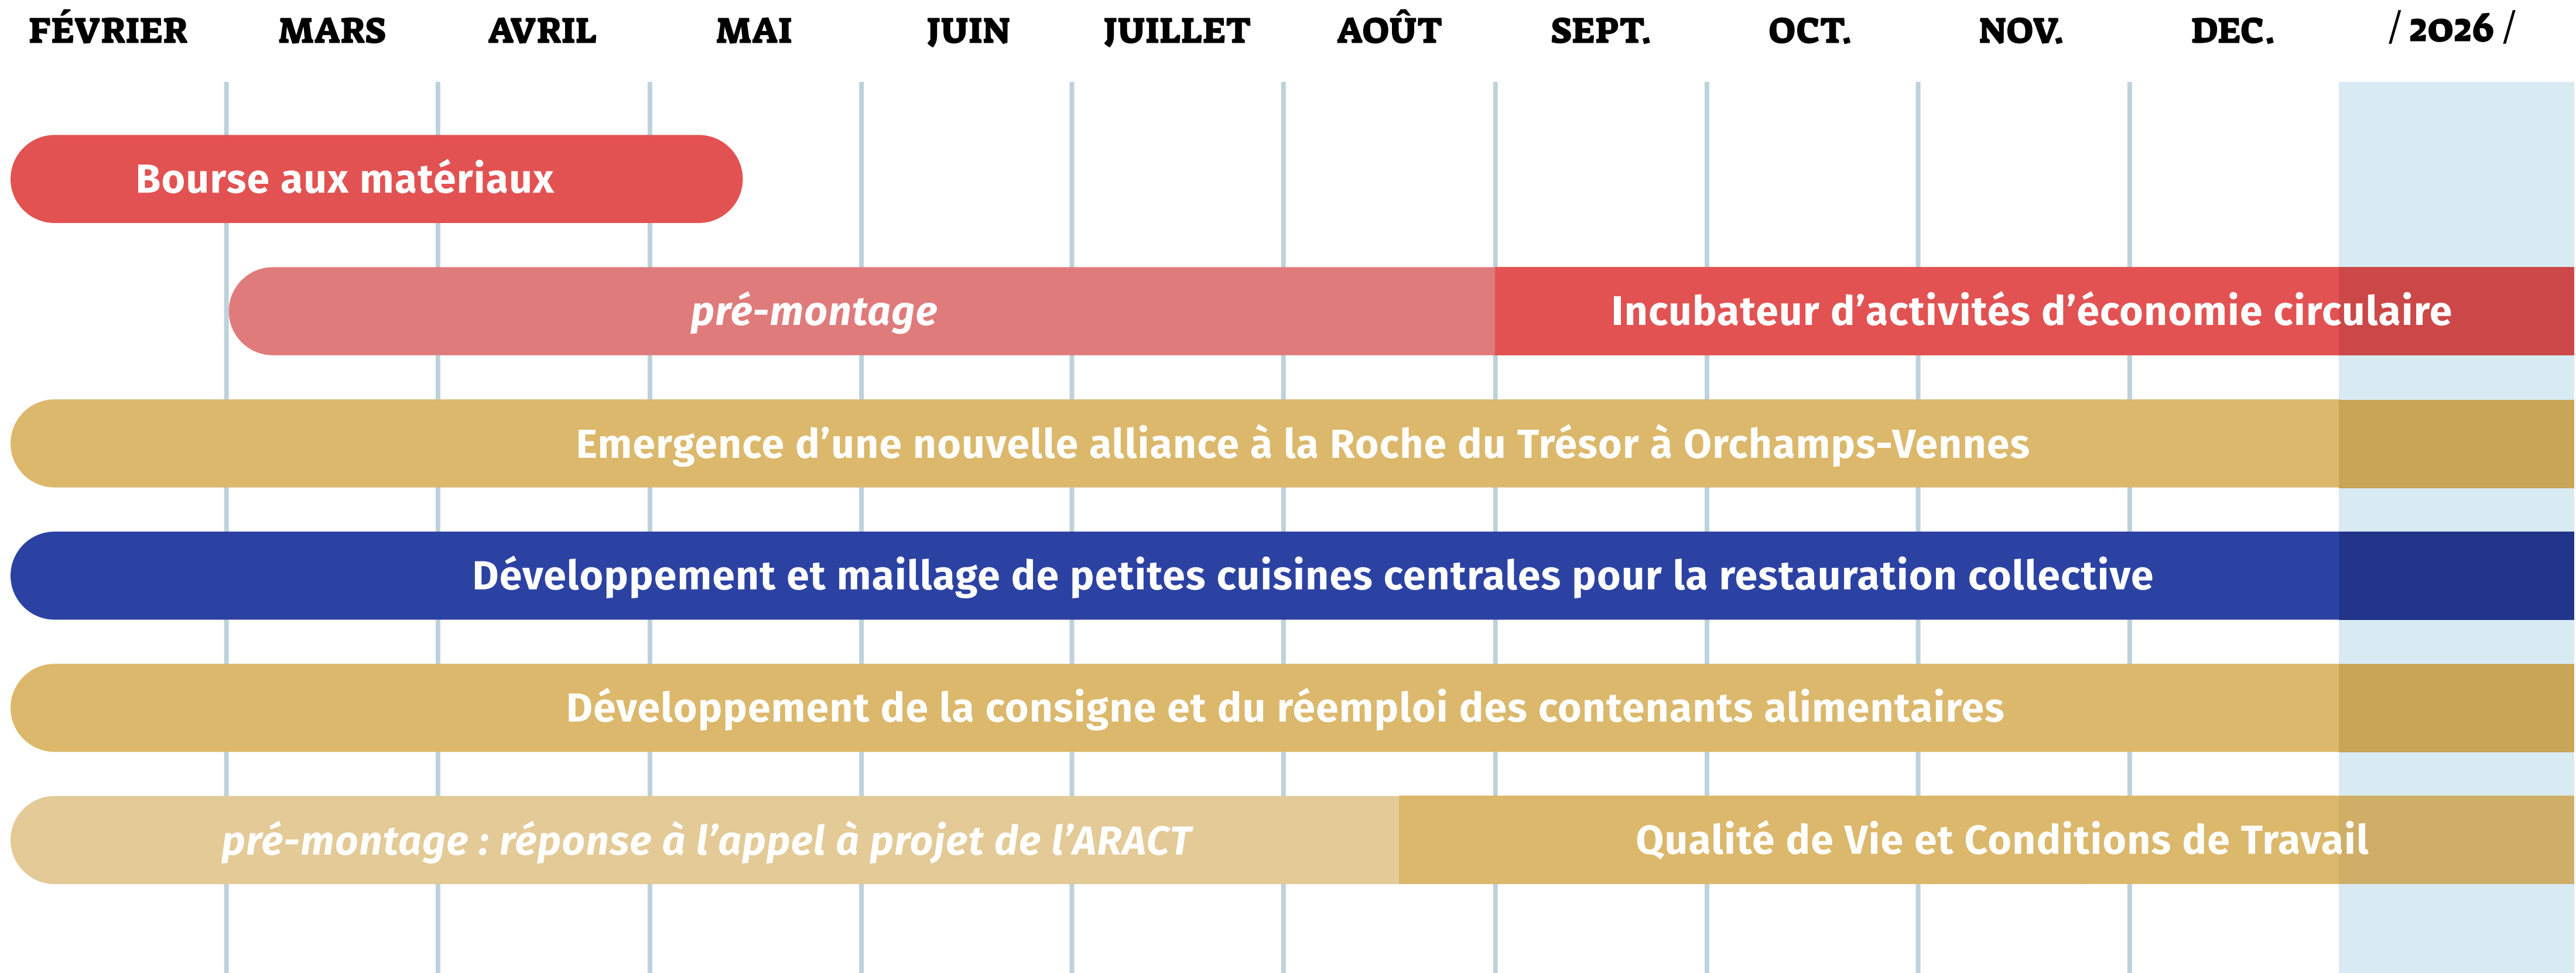 FÉVRIER MARS AVRIL MAI JUIN JUILLET AOÛT SEPT. OCT. NOV. DEC. / 2026 /
Bourse aux matériaux
pré-montage Incubateur d’activités d’économie circulaire
Emergence d’une nouvelle alliance à la Roche du Trésor à Orchamps-Vennes
Développement et maillage de petites cuisines centrales pour la restauration collective
Développement de la consigne et du réemploi des contenants alimentaires
pré-montage : réponse à l’appel à projet de l’ARACT Qualité de Vie et Conditions de Travail